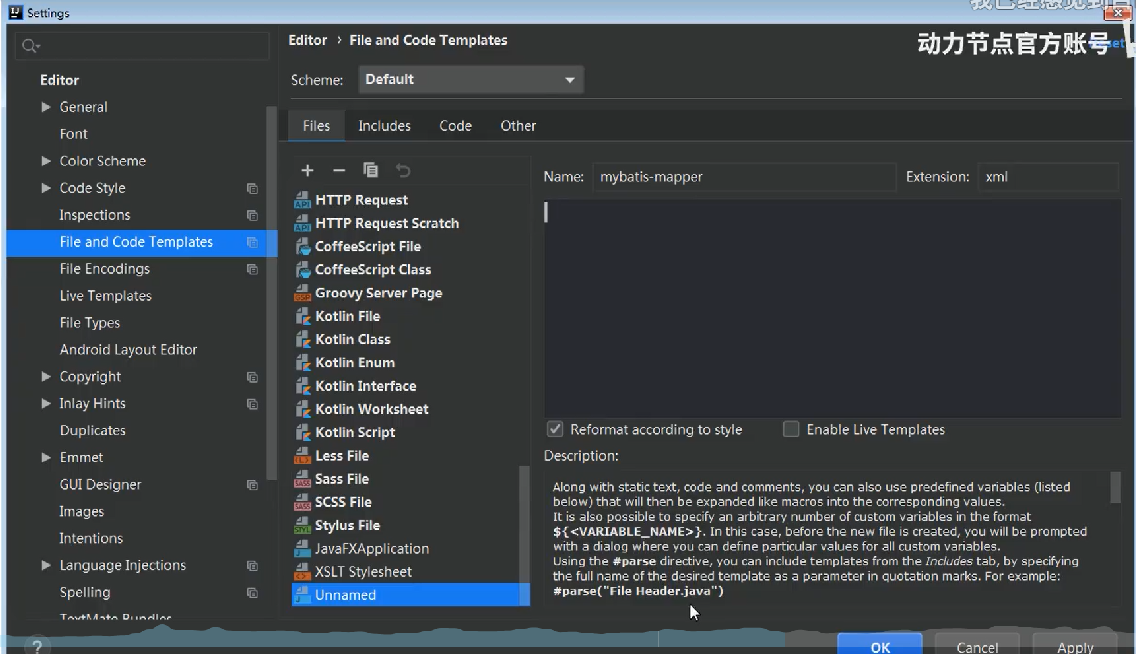 Settings
动力节点官方账号
Editor › File and Code Templates
Scheme: Default
Editor
General
Font
Color Scheme
Code Style
Inspections
File and Code Templates
File Encodings
Live Templates
File Types
Android Layout Editor
Copyright
Inlay Hints
Duplicates
Emmet
GUI Designer
Images
Intentions
Language Injections
Spelling
TextMate Bundles
?
Files Includes Code Other
HTTP Request
HTTP Request Scratch
CoffeeScript File
CoffeeScript Class
Groovy Server Page
Kotlin File
Kotlin Class
Kotlin Enum
Kotlin Interface
Kotlin Worksheet
Kotlin Script
Less File
Sass File
SCSS File
Stylus File
JavaFXApplication
XSLT Stylesheet
Unnamed
Name: mybatis-mapper Extension: xml
Reformat according to style Enable Live Templates
Description:
Along with static text, code and comments, you can also use predefined variables (listed
below) that will then be expanded like macros into the corresponding values.
It is also possible to specify an arbitrary number of custom variables in the format
${<VARIABLE_NAME>}. In this case, before the new file is created, you will be prompted
with a dialog where you can define particular values for all custom variables.
Using the #parse directive, you can include templates from the Includes tab, by specifying
the full name of the desired template as a parameter in quotation marks. For example:
#parse("File Header.java")
OK Cancel Apply